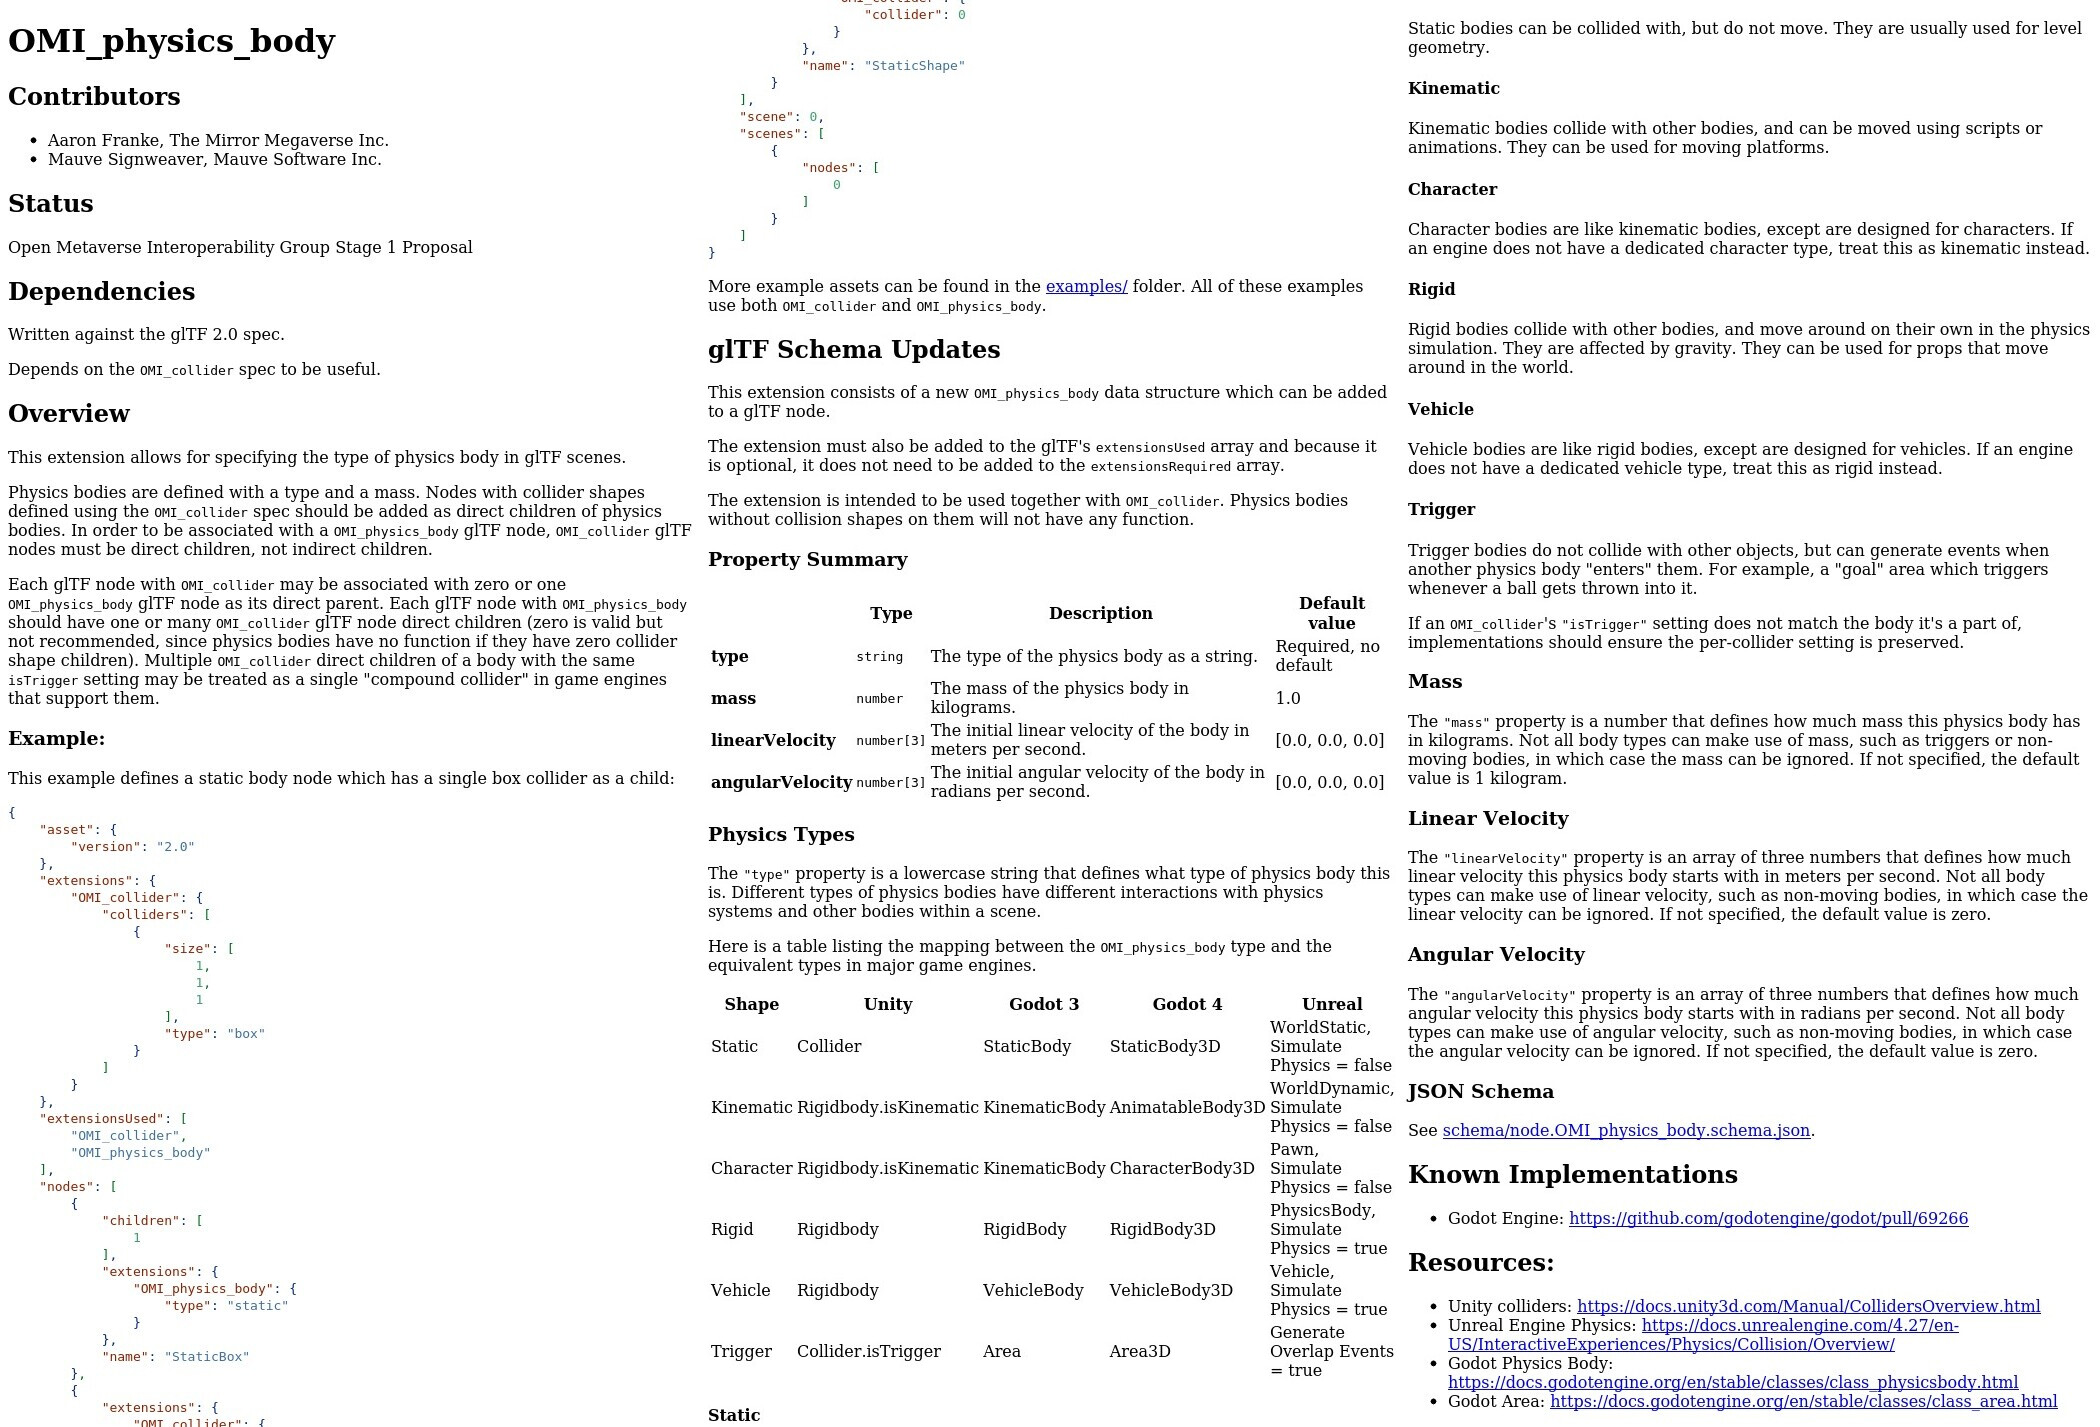 OMI_physics_body
Contributors
• Aaron Franke, The Mirror Megaverse Inc.
• Mauve Signweaver, Mauve Software Inc.
Status
Open Metaverse Interoperability Group Stage 1 Proposal
Dependencies
Written against the glTF 2.0 spec.
Depends on the OMI_collider spec to be useful.
Overview
This extension allows for specifying the type of physics body in glTF scenes.
Physics bodies are defined with a type and a mass. Nodes with collider shapes
defined using the OMI_collider spec should be added as direct children of physics
bodies. In order to be associated with a OMI_physics_body glTF node, OMI_collider glTF
nodes must be direct children, not indirect children.
Each glTF node with OMI_collider may be associated with zero or one
OMI_physics_body glTF node as its direct parent. Each glTF node with OMI_physics_body
should have one or many OMI_collider glTF node direct children (zero is valid but
not recommended, since physics bodies have no function if they have zero collider
shape children). Multiple OMI_collider direct children of a body with the same
isTrigger setting may be treated as a single "compound collider" in game engines
that support them.
Example:
This example defines a static body node which has a single box collider as a child:
{
    "asset": {
        "version": "2.0"
    },
    "extensions": {
        "OMI_collider": {
            "colliders": [
                {
                    "size": [
                        1,
                        1,
                        1
                    ],
                    "type": "box"
                }
            ]
        }
    },
    "extensionsUsed": [
        "OMI_collider",
        "OMI_physics_body"
    ],
    "nodes": [
        {
            "children": [
                1
            ],
            "extensions": {
                "OMI_physics_body": {
                    "type": "static"
                }
            },
            "name": "StaticBox"
        },
        {
            "extensions": {
                "OMI_collider": {
                    "collider": 0
                }
            },
            "name": "StaticShape"
        }
    ],
    "scene": 0,
    "scenes": [
        {
            "nodes": [
                0
            ]
        }
    ]
}
More example assets can be found in the examples/ folder. All of these examples
use both OMI_collider and OMI_physics_body.
glTF Schema Updates
This extension consists of a new OMI_physics_body data structure which can be added
to a glTF node.
The extension must also be added to the glTF's extensionsUsed array and because it
is optional, it does not need to be added to the extensionsRequired array.
The extension is intended to be used together with OMI_collider. Physics bodies
without collision shapes on them will not have any function.
Property Summary
Type Description Default value
type string The type of the physics body as a string. Required, no default
mass number The mass of the physics body in kilograms. 1.0
linearVelocity number[3] The initial linear velocity of the body in meters per second. [0.0, 0.0, 0.0]
angularVelocity number[3] The initial angular velocity of the body in radians per second. [0.0, 0.0, 0.0]
Physics Types
The "type" property is a lowercase string that defines what type of physics body this
is. Different types of physics bodies have different interactions with physics
systems and other bodies within a scene.
Here is a table listing the mapping between the OMI_physics_body type and the
equivalent types in major game engines.
Shape Unity Godot 3 Godot 4 Unreal
Static Collider StaticBody StaticBody3D WorldStatic, Simulate Physics = false
Kinematic Rigidbody.isKinematic KinematicBody AnimatableBody3D WorldDynamic, Simulate Physics = false
Character Rigidbody.isKinematic KinematicBody CharacterBody3D Pawn, Simulate Physics = false
Rigid Rigidbody RigidBody RigidBody3D PhysicsBody, Simulate Physics = true
Vehicle Rigidbody VehicleBody VehicleBody3D Vehicle, Simulate Physics = true
Trigger Collider.isTrigger Area Area3D Generate Overlap Events = true
Static
Static bodies can be collided with, but do not move. They are usually used for level
geometry.
Kinematic
Kinematic bodies collide with other bodies, and can be moved using scripts or
animations. They can be used for moving platforms.
Character
Character bodies are like kinematic bodies, except are designed for characters. If
an engine does not have a dedicated character type, treat this as kinematic instead.
Rigid
Rigid bodies collide with other bodies, and move around on their own in the physics
simulation. They are affected by gravity. They can be used for props that move
around in the world.
Vehicle
Vehicle bodies are like rigid bodies, except are designed for vehicles. If an engine
does not have a dedicated vehicle type, treat this as rigid instead.
Trigger
Trigger bodies do not collide with other objects, but can generate events when
another physics body "enters" them. For example, a "goal" area which triggers
whenever a ball gets thrown into it.
If an OMI_collider's "isTrigger" setting does not match the body it's a part of,
implementations should ensure the per-collider setting is preserved.
Mass
The "mass" property is a number that defines how much mass this physics body has
in kilograms. Not all body types can make use of mass, such as triggers or non-
moving bodies, in which case the mass can be ignored. If not specified, the default
value is 1 kilogram.
Linear Velocity
The "linearVelocity" property is an array of three numbers that defines how much
linear velocity this physics body starts with in meters per second. Not all body
types can make use of linear velocity, such as non-moving bodies, in which case the
linear velocity can be ignored. If not specified, the default value is zero.
Angular Velocity
The "angularVelocity" property is an array of three numbers that defines how much
angular velocity this physics body starts with in radians per second. Not all body
types can make use of angular velocity, such as non-moving bodies, in which case
the angular velocity can be ignored. If not specified, the default value is zero.
JSON Schema
See schema/node.OMI_physics_body.schema.json.
Known Implementations
• Godot Engine: https://github.com/godotengine/godot/pull/69266
Resources:
• Unity colliders: https://docs.unity3d.com/Manual/CollidersOverview.html
• Unreal Engine Physics: https://docs.unrealengine.com/4.27/en-
US/InteractiveExperiences/Physics/Collision/Overview/
• Godot Physics Body:
https://docs.godotengine.org/en/stable/classes/class_physicsbody.html
• Godot Area: https://docs.godotengine.org/en/stable/classes/class_area.html